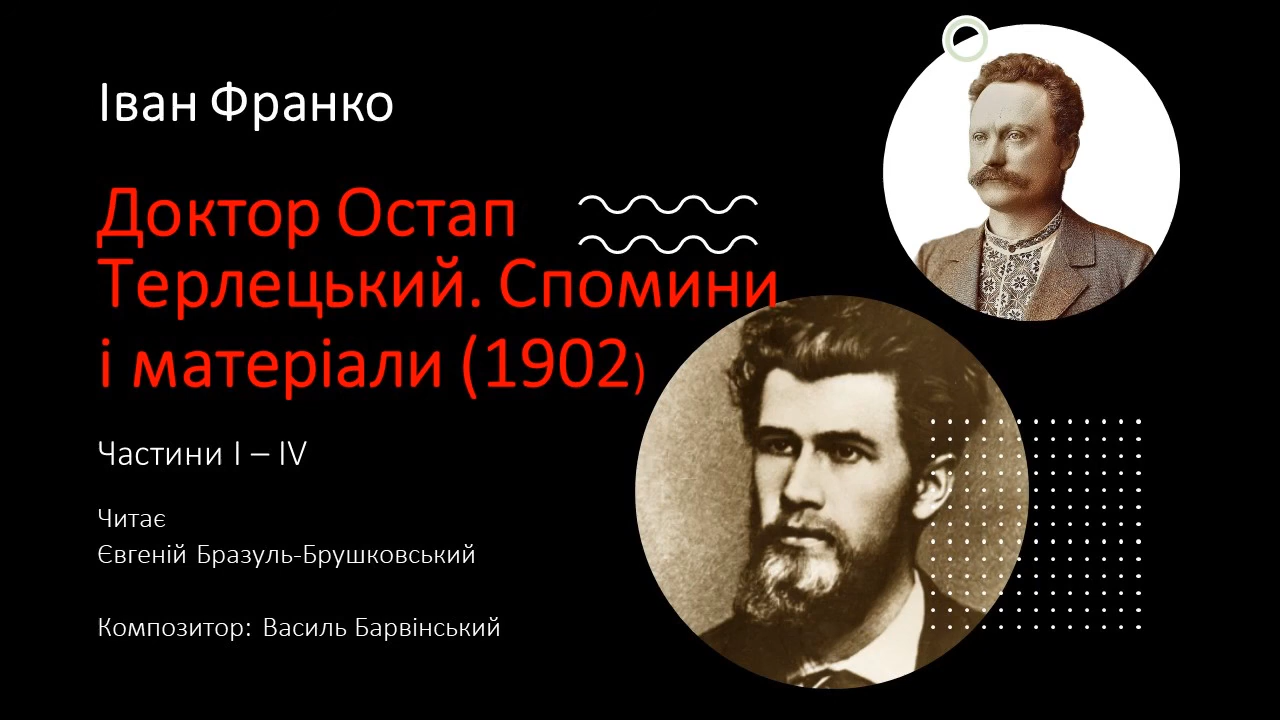 Іван Франко
Доктор Остап
Терлецький. Спомини
і матеріали (1902)
Частини І – IV
Читає
Євгеній Бразуль-Брушковський
Композитор: Василь Барвінський